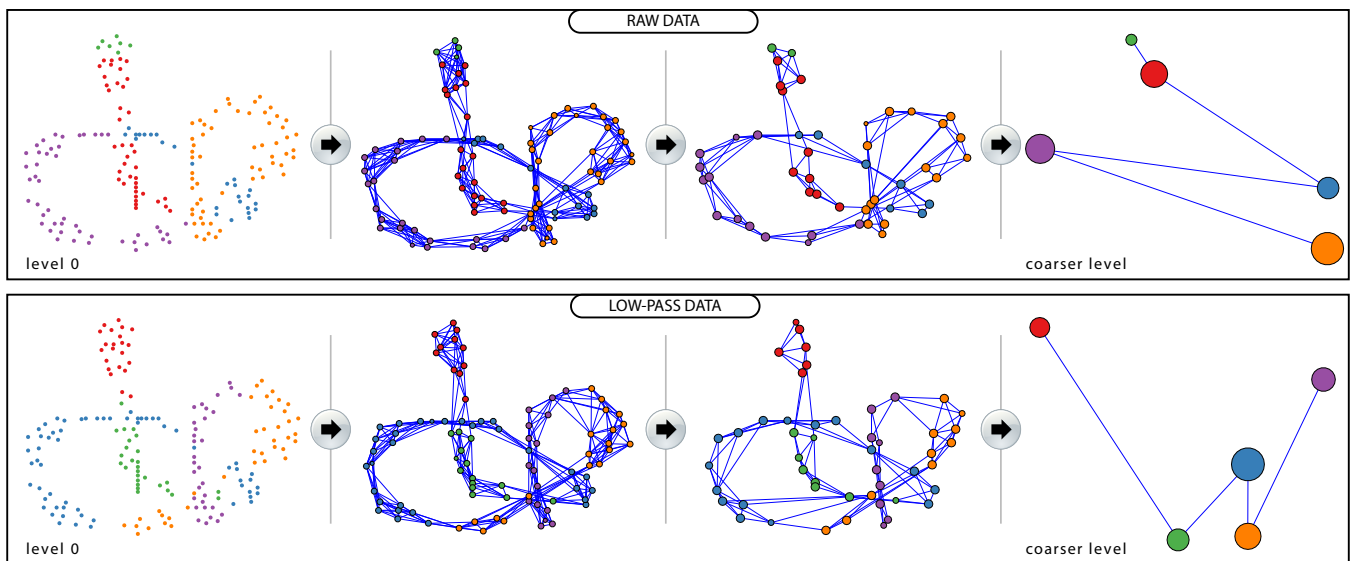 RAW DATA
level 0
coarser level
LOW-PASS DATA
level 0
coarser level